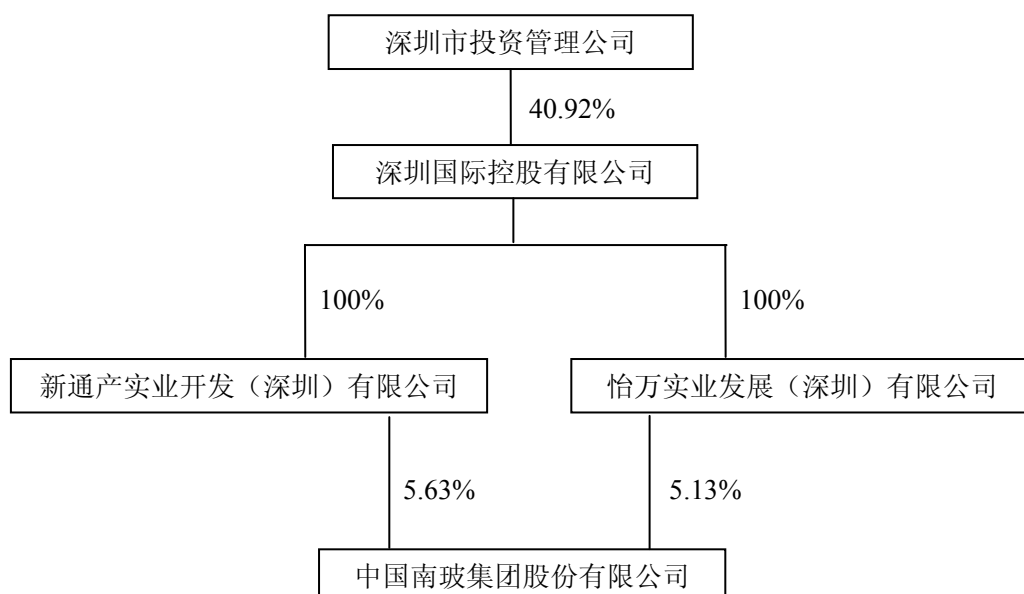 深圳市投资管理公司
40.92%
深圳国际控股有限公司
100%
100%
新通产实业开发（深圳）有限公司
怡万实业发展（深圳）有限公司
5.63%
5.13%
中国南玻集团股份有限公司